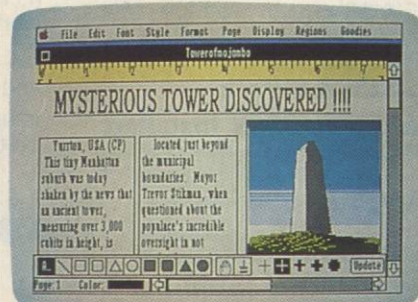 File Edit Font Style Format Page Display Regions Goodies
Towerofmojambo
MYSTERIOUS TOWER DISCOVERED !!!!
Turrton, USA (CP)
This tiny Manhattan
suburb was today
shaken by the news that
an ancient tower,
measuring over 3,000
cubits in height, is
located just beyond
the municipal
boundaries. Mayor
Trevor Stikman, when
questioned about the
populace's incredible
oversight in not
Update
Page: 1 Color: